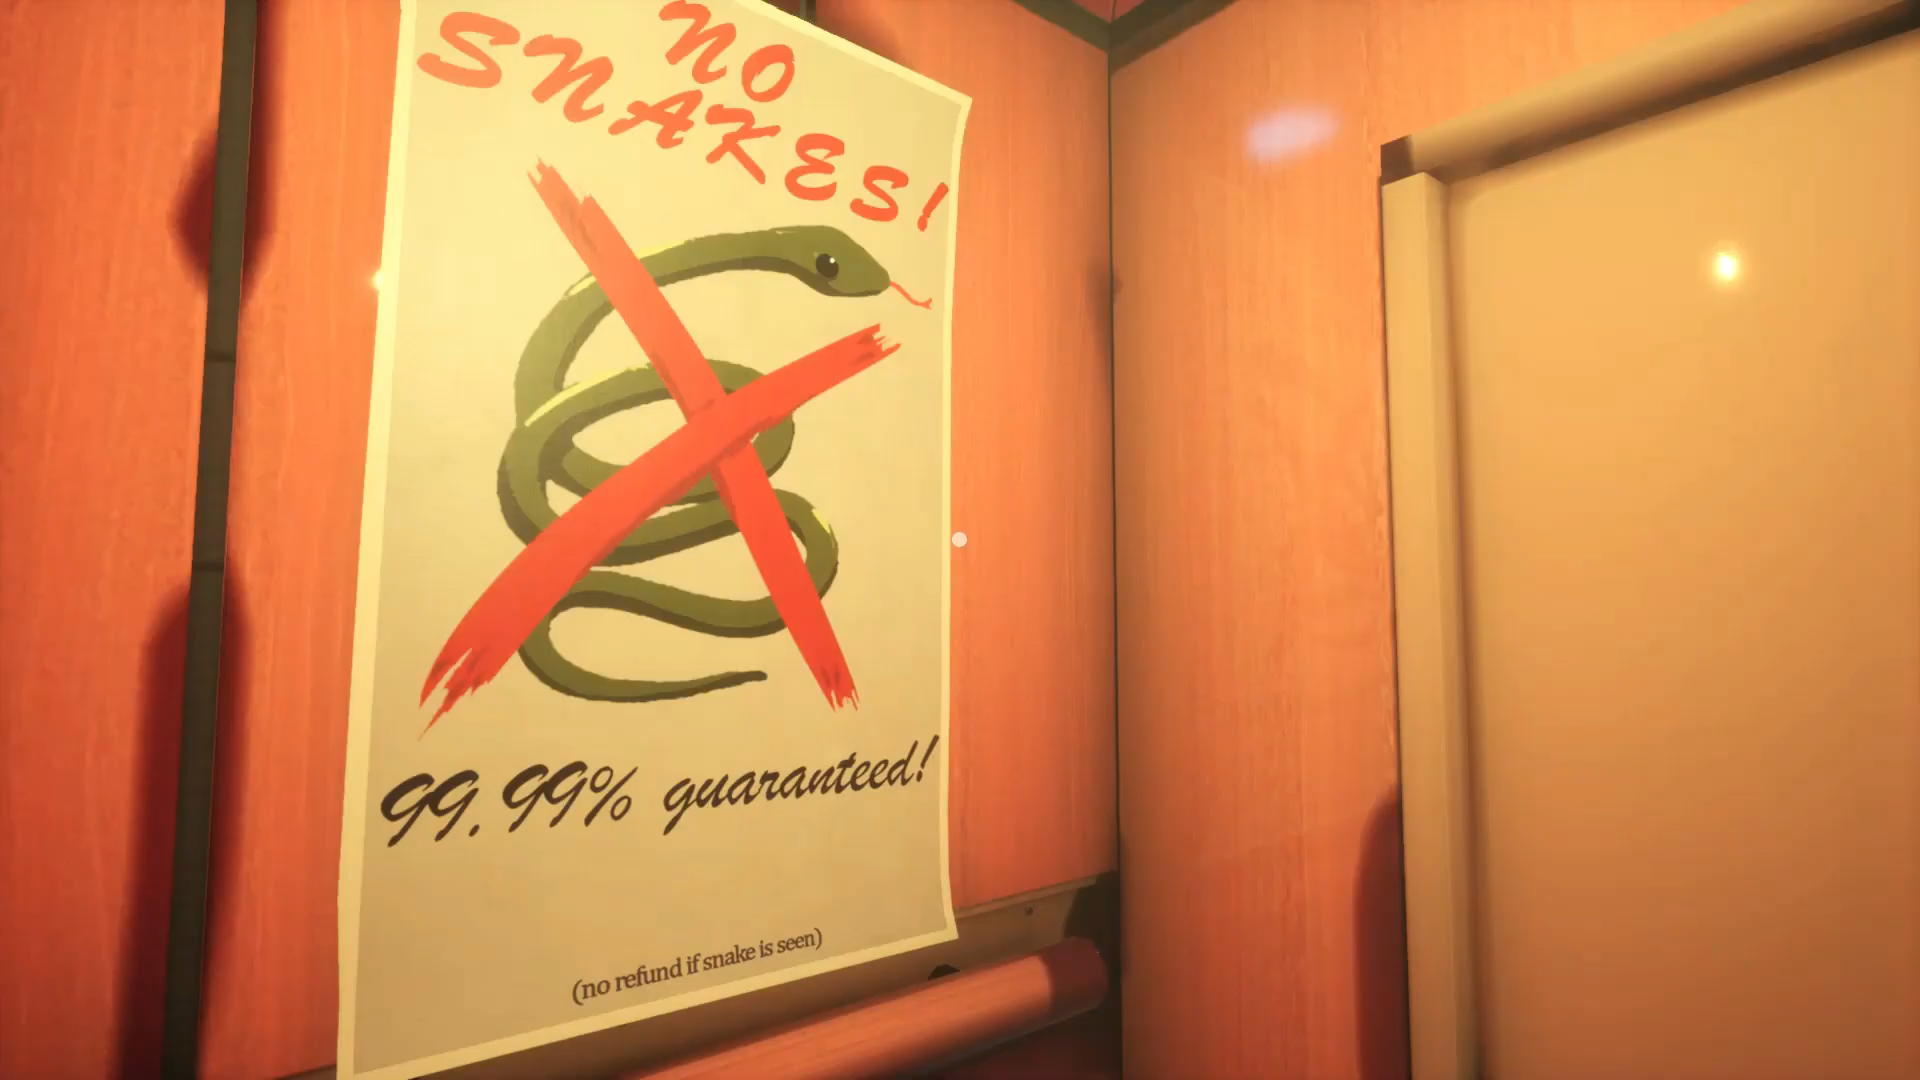 NO
SNAKES!
99.99% guaranteed!
(no refund if snake is seen)